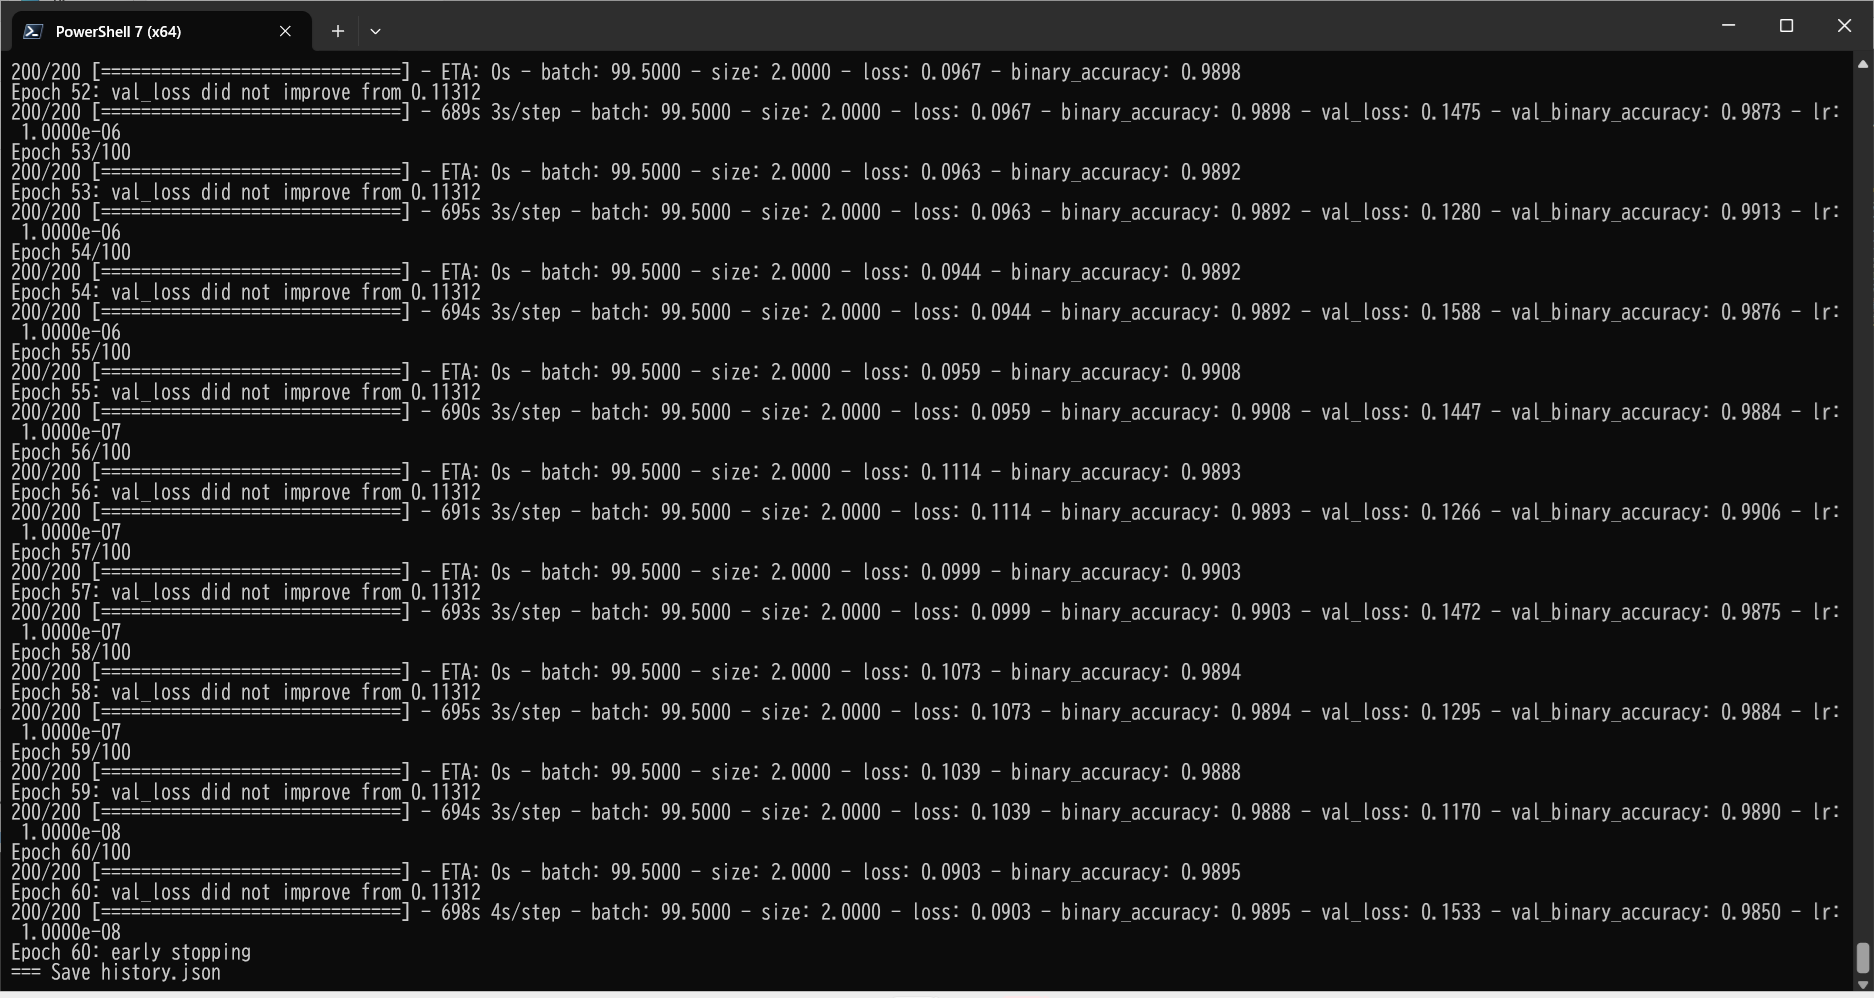 PowerShell 7 (x64)
200/200 [==============================] - ETA: 0s - batch: 99.5000 - size: 2.0000 - loss: 0.0967 - binary_accuracy: 0.9898
Epoch 52: val_loss did not improve from 0.11312
200/200 [==============================] - 689s 3s/step - batch: 99.5000 - size: 2.0000 - loss: 0.0967 - binary_accuracy: 0.9898 - val_loss: 0.1475 - val_binary_accuracy: 0.9873 - lr:
1.0000e-06
Epoch 53/100
200/200 [==============================] - ETA: 0s - batch: 99.5000 - size: 2.0000 - loss: 0.0963 - binary_accuracy: 0.9892
Epoch 53: val_loss did not improve from 0.11312
200/200 [==============================] - 695s 3s/step - batch: 99.5000 - size: 2.0000 - loss: 0.0963 - binary_accuracy: 0.9892 - val_loss: 0.1280 - val_binary_accuracy: 0.9913 - lr:
1.0000e-06
Epoch 54/100
200/200 [==============================] - ETA: 0s - batch: 99.5000 - size: 2.0000 - loss: 0.0944 - binary_accuracy: 0.9892
Epoch 54: val_loss did not improve from 0.11312
200/200 [==============================] - 694s 3s/step - batch: 99.5000 - size: 2.0000 - loss: 0.0944 - binary_accuracy: 0.9892 - val_loss: 0.1588 - val_binary_accuracy: 0.9876 - lr:
1.0000e-06
Epoch 55/100
200/200 [==============================] - ETA: 0s - batch: 99.5000 - size: 2.0000 - loss: 0.0959 - binary_accuracy: 0.9908
Epoch 55: val_loss did not improve from 0.11312
200/200 [==============================] - 690s 3s/step - batch: 99.5000 - size: 2.0000 - loss: 0.0959 - binary_accuracy: 0.9908 - val_loss: 0.1447 - val_binary_accuracy: 0.9884 - lr:
1.0000e-07
Epoch 56/100
200/200 [==============================] - ETA: 0s - batch: 99.5000 - size: 2.0000 - loss: 0.1114 - binary_accuracy: 0.9893
Epoch 56: val_loss did not improve from 0.11312
200/200 [==============================] - 691s 3s/step - batch: 99.5000 - size: 2.0000 - loss: 0.1114 - binary_accuracy: 0.9893 - val_loss: 0.1266 - val_binary_accuracy: 0.9906 - lr:
1.0000e-07
Epoch 57/100
200/200 [==============================] - ETA: 0s - batch: 99.5000 - size: 2.0000 - loss: 0.0999 - binary_accuracy: 0.9903
Epoch 57: val_loss did not improve from 0.11312
200/200 [==============================] - 693s 3s/step - batch: 99.5000 - size: 2.0000 - loss: 0.0999 - binary_accuracy: 0.9903 - val_loss: 0.1472 - val_binary_accuracy: 0.9875 - lr:
1.0000e-07
Epoch 58/100
200/200 [==============================] - ETA: 0s - batch: 99.5000 - size: 2.0000 - loss: 0.1073 - binary_accuracy: 0.9894
Epoch 58: val_loss did not improve from 0.11312
200/200 [==============================] - 695s 3s/step - batch: 99.5000 - size: 2.0000 - loss: 0.1073 - binary_accuracy: 0.9894 - val_loss: 0.1295 - val_binary_accuracy: 0.9884 - lr:
1.0000e-07
Epoch 59/100
200/200 [==============================] - ETA: 0s - batch: 99.5000 - size: 2.0000 - loss: 0.1039 - binary_accuracy: 0.9888
Epoch 59: val_loss did not improve from 0.11312
200/200 [==============================] - 694s 3s/step - batch: 99.5000 - size: 2.0000 - loss: 0.1039 - binary_accuracy: 0.9888 - val_loss: 0.1170 - val_binary_accuracy: 0.9890 - lr:
1.0000e-08
Epoch 60/100
200/200 [==============================] - ETA: 0s - batch: 99.5000 - size: 2.0000 - loss: 0.0903 - binary_accuracy: 0.9895
Epoch 60: val_loss did not improve from 0.11312
200/200 [==============================] - 698s 4s/step - batch: 99.5000 - size: 2.0000 - loss: 0.0903 - binary_accuracy: 0.9895 - val_loss: 0.1533 - val_binary_accuracy: 0.9850 - lr:
1.0000e-08
Epoch 60: early stopping
=== Save history.json